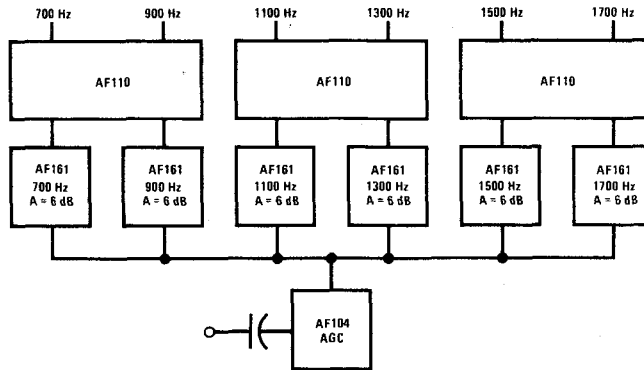 700 Hz 900 Hz 1100 Hz 1300 Hz 1500 Hz 1700 Hz
AF110 AF110 AF110
AF161 AF161 AF161 AF161 AF161 AF161
700 Hz 900 Hz 1100 Hz 1300 Hz 1500 Hz 1700 Hz
A = 6 dB A = 6 dB A = 6 dB A = 6 dB A = 6 dB A = 6 dB
AF104
AGC